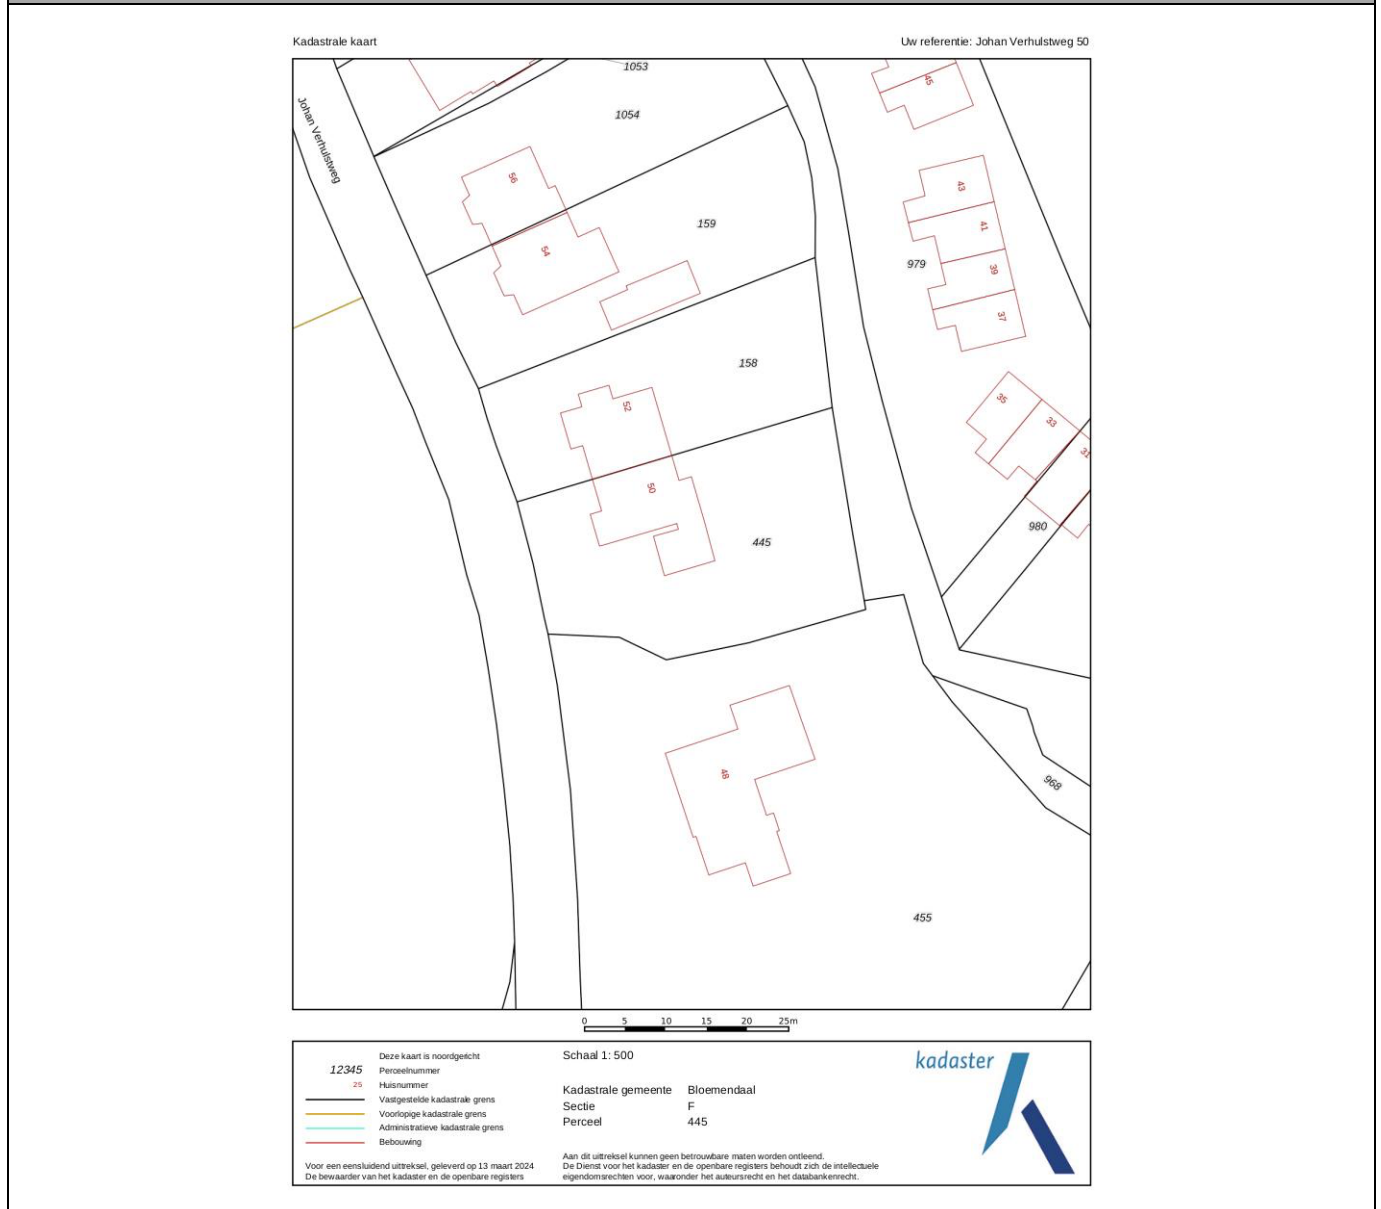 Kadastrale kaart
Uw referentie: Johan Verhulstweg 50
1053
45
Johan Verhulstweg
1054
56
43
159
41
54
979
39
37
158
35
52
33
31
50
980
445
48
968
455
0 5 10 15 20 25m
Deze kaart is noordgericht
12345 Perceelnummer
25 Huisnummer
Vastgestelde kadastrale grens
Voorlopige kadastrale grens
Administratieve kadastrale grens
Bebouwing
Voor een eensluidend uittreksel, geleverd op 13 maart 2024
De bewaarder van het kadaster en de openbare registers
Schaal 1: 500
Kadastrale gemeente Bloemendaal
Sectie F
Perceel 445
Aan dit uittreksel kunnen geen betrouwbare maten worden ontleend.
De Dienst voor het kadaster en de openbare registers behoudt zich de intellectuele
eigendomsrechten voor, waaronder het auteursrecht en het databankenrecht.
kadaster